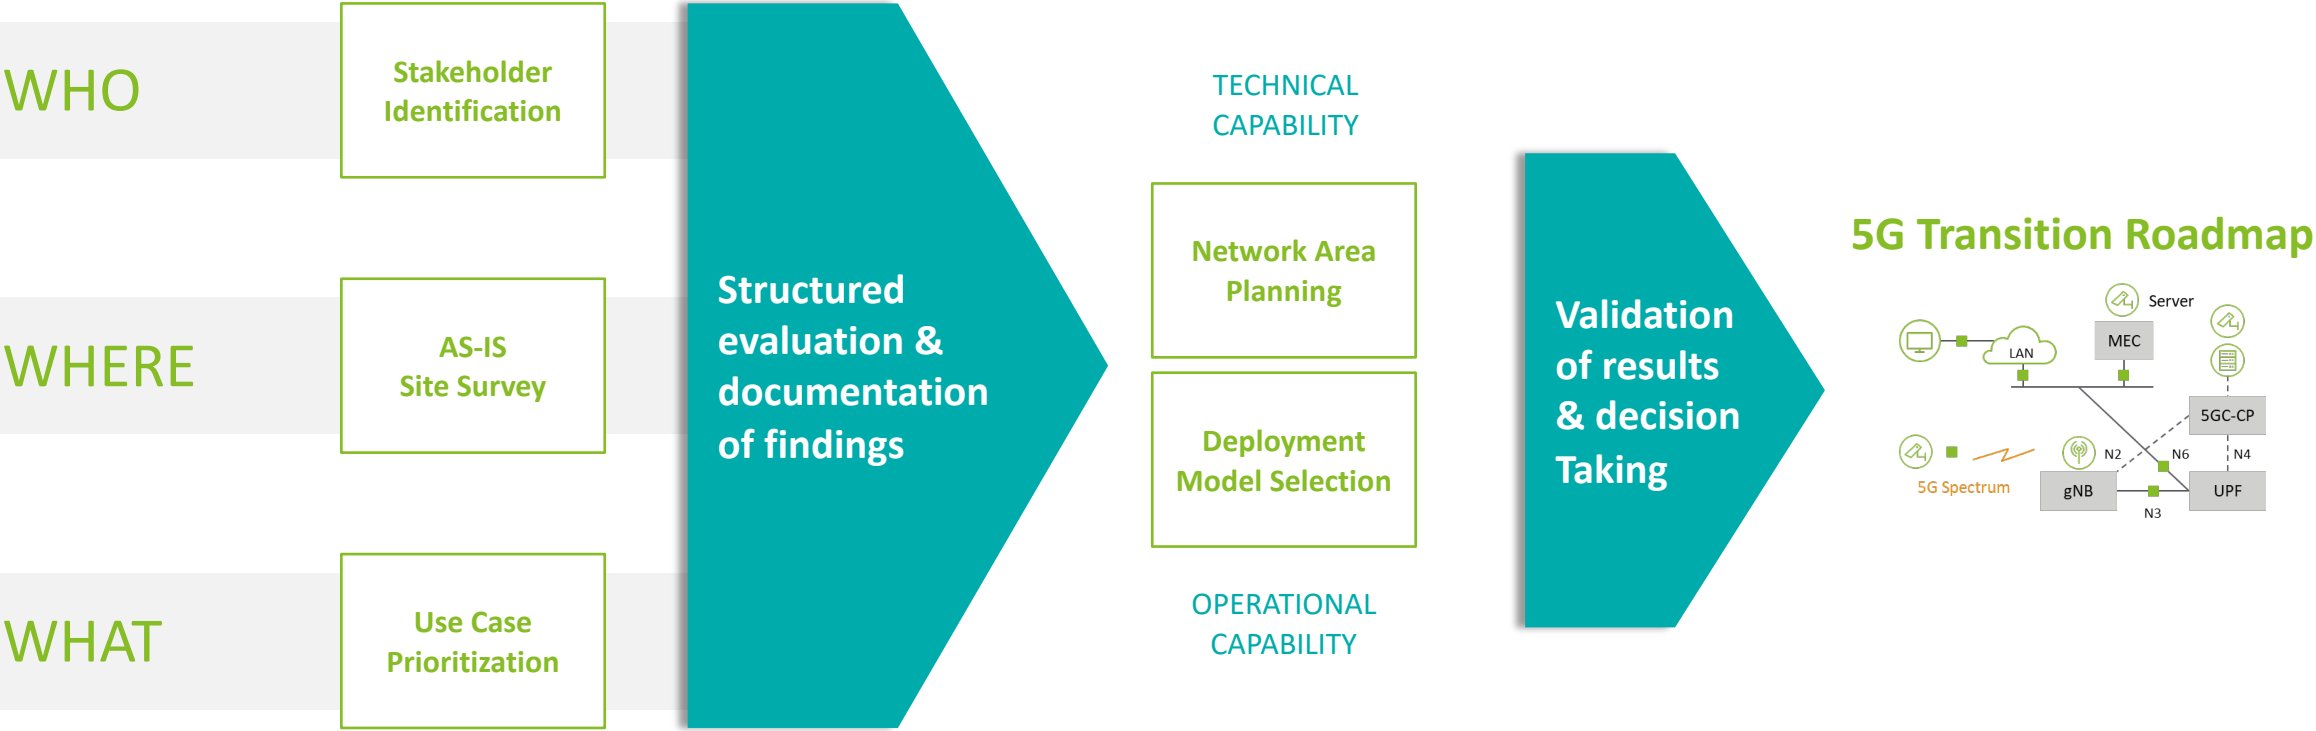 WHO
Stakeholder
Identification
WHERE
AS-IS
Site Survey
WHAT
Use Case
Prioritization
Structured
evaluation &
documentation
of findings
TECHNICAL
CAPABILITY
Network Area
Planning
Deployment
Model Selection
OPERATIONAL
CAPABILITY
Validation
of results
& decision
Taking
5G Transition Roadmap
Server
LAN
MEC
5GC-CP
N2
N6
N4
5G Spectrum
gNB
UPF
N3